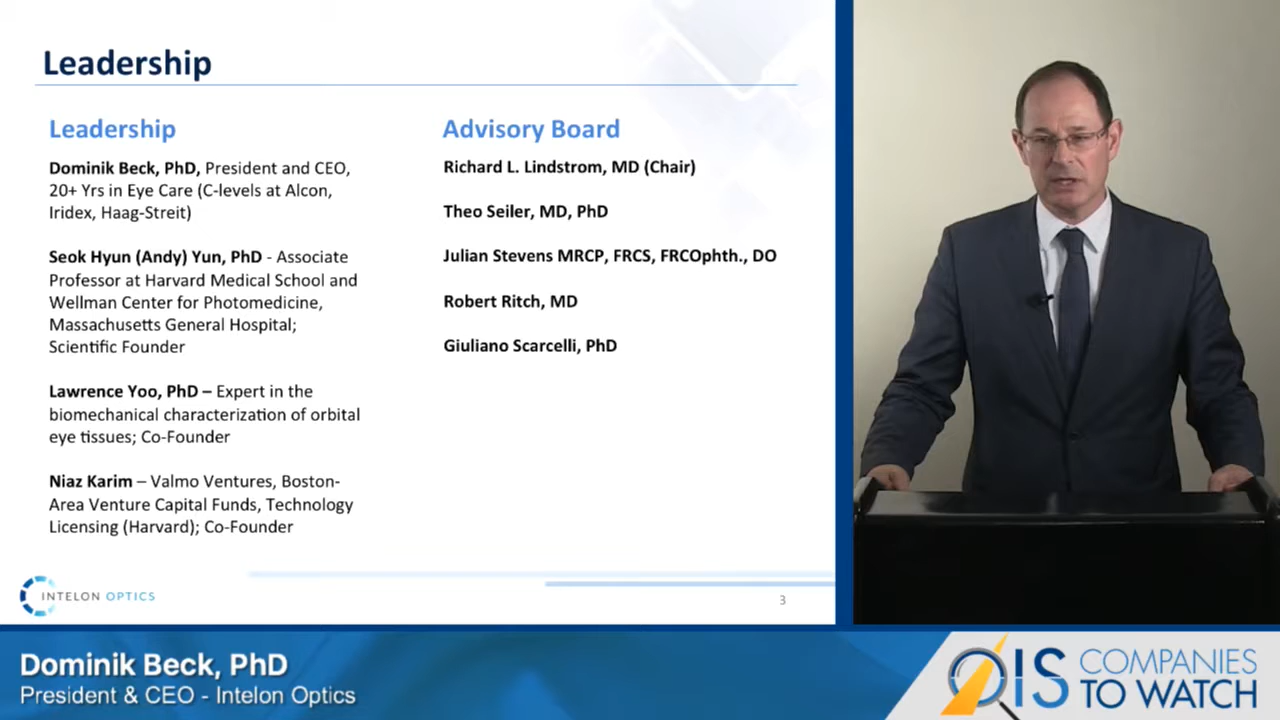 Leadership
Leadership
Dominik Beck, PhD, President and CEO,
20+ Yrs in Eye Care (C-levels at Alcon,
Iridex, Haag-Streit)
Seok Hyun (Andy) Yun, PhD - Associate
Professor at Harvard Medical School and
Wellman Center for Photomedicine,
Massachusetts General Hospital;
Scientific Founder
Lawrence Yoo, PhD – Expert in the
biomechanical characterization of orbital
eye tissues; Co-Founder
Niaz Karim – Valmo Ventures, Boston-
Area Venture Capital Funds, Technology
Licensing (Harvard); Co-Founder
Advisory Board
Richard L. Lindstrom, MD (Chair)
Theo Seiler, MD, PhD
Julian Stevens MRCP, FRCS, FRCOphth., DO
Robert Ritch, MD
Giuliano Scarcelli, PhD
INTELON OPTICS
3
Dominik Beck, PhD
President & CEO - Intelon Optics
OIS COMPANIES
TO WATCH